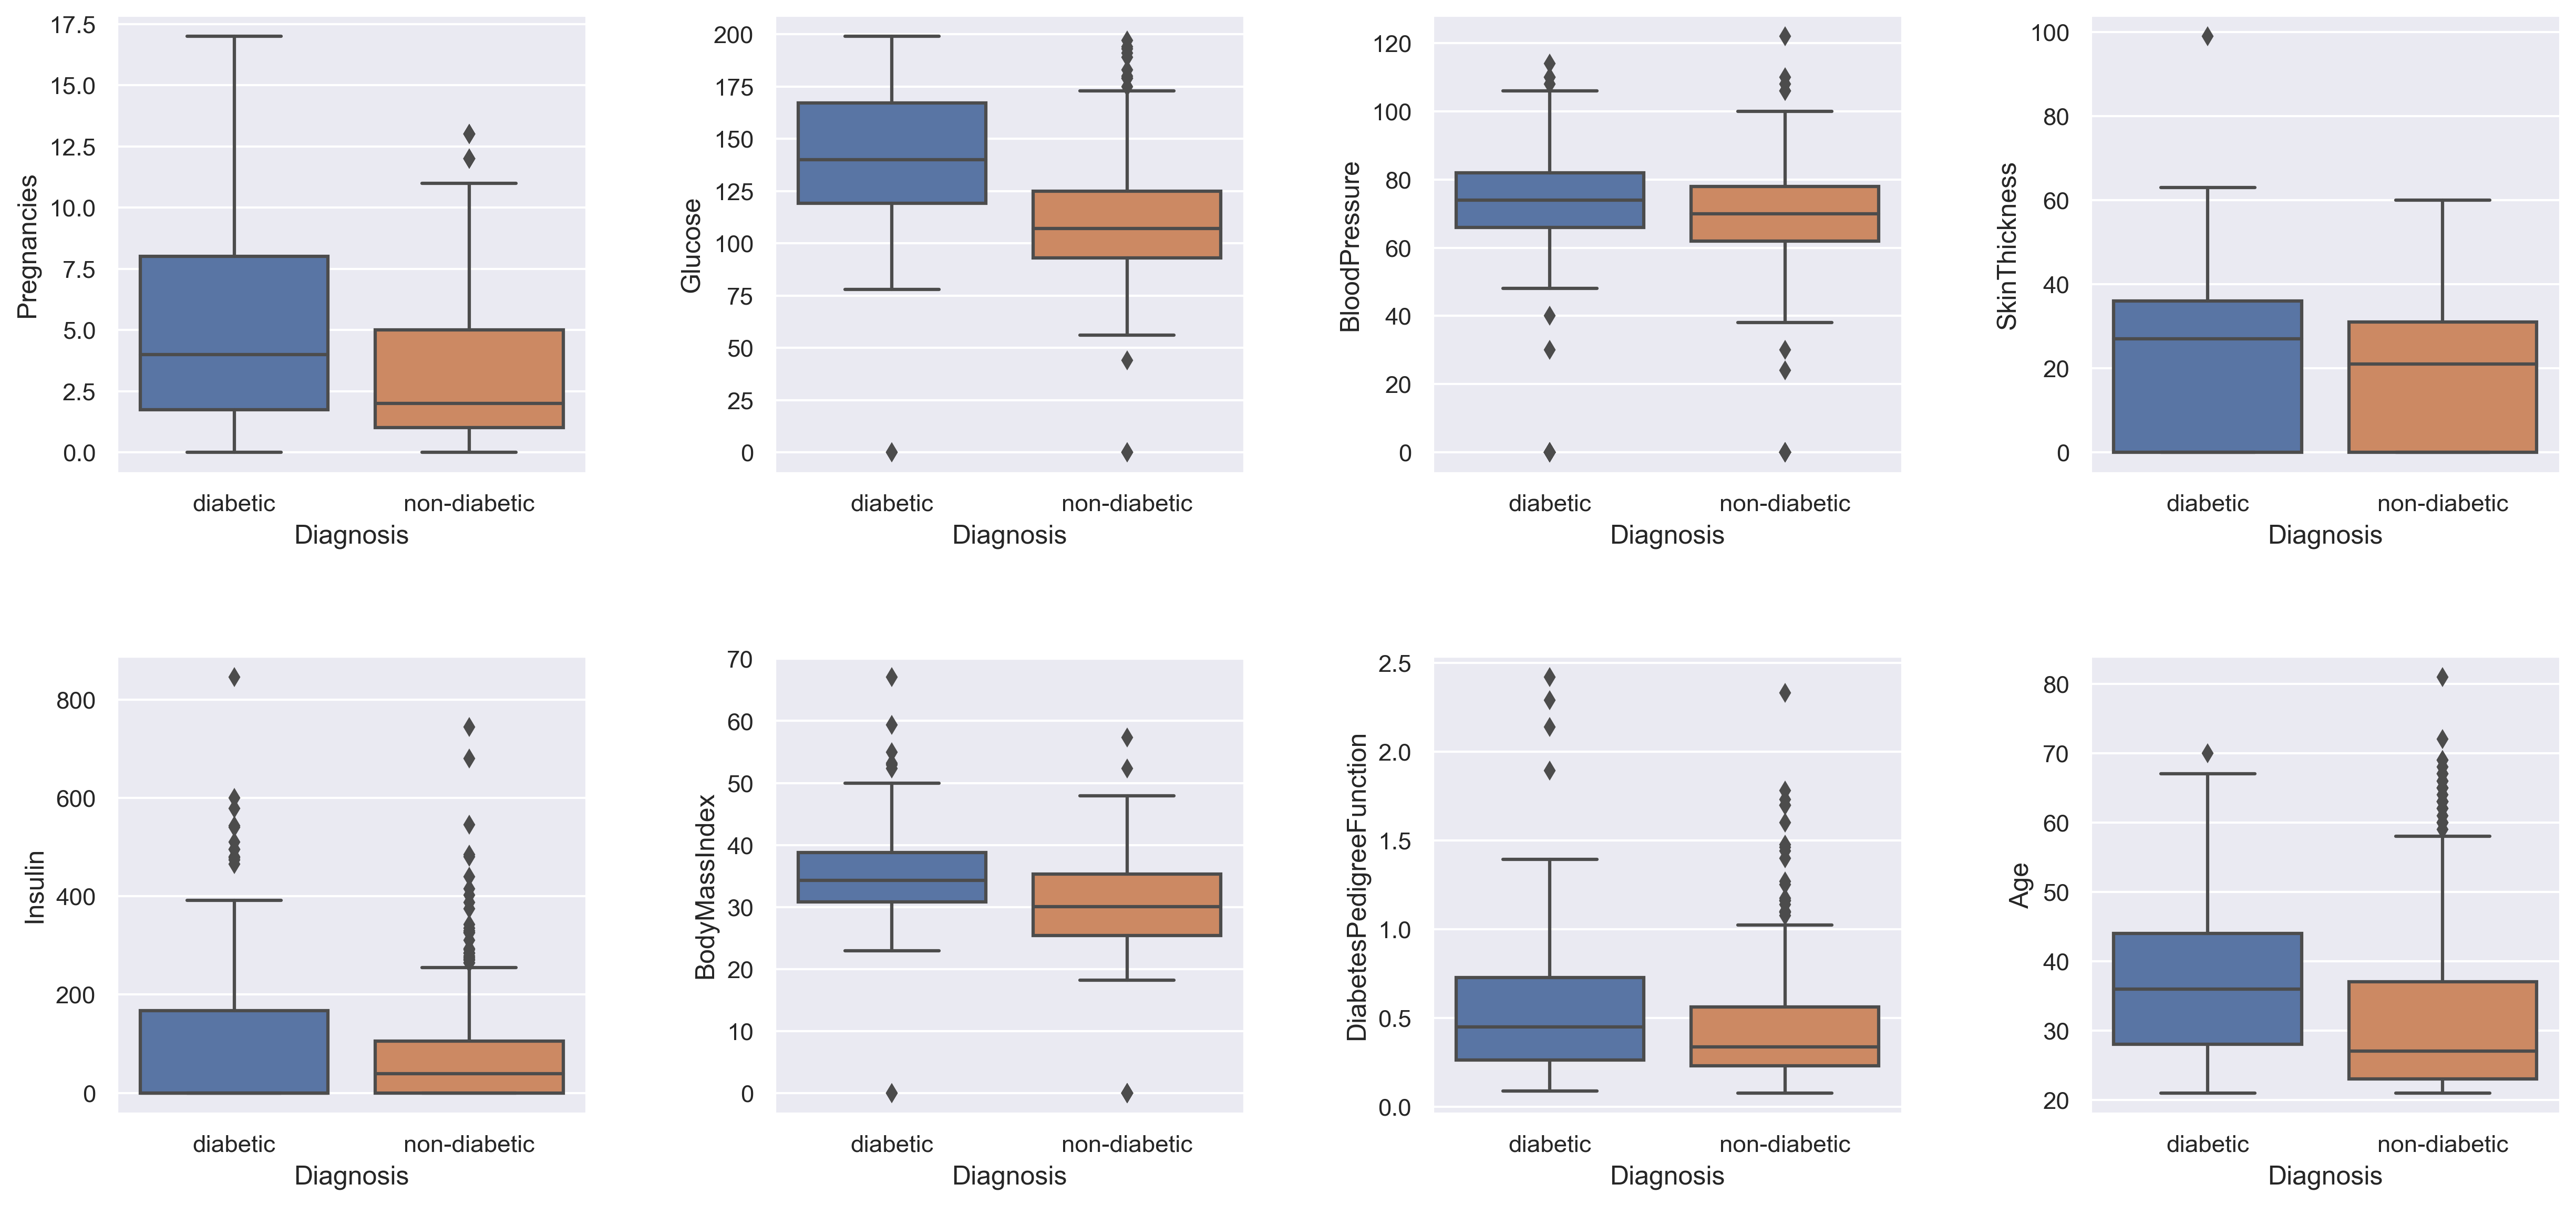 17.5
15.0
12.5
10.0
7.5
5.0
2.5
0.0
Pregnancies
diabetic non-diabetic
Diagnosis
200
175
150
125
100
75
50
25
0
Glucose
diabetic non-diabetic
Diagnosis
120
100
80
60
40
20
0
BloodPressure
diabetic non-diabetic
Diagnosis
100
80
60
40
20
0
SkinThickness
diabetic non-diabetic
Diagnosis
800
600
400
200
0
Insulin
diabetic non-diabetic
Diagnosis
70
60
50
40
30
20
10
0
BodyMassIndex
diabetic non-diabetic
Diagnosis
2.5
2.0
1.5
1.0
0.5
0.0
DiabetesPedigreeFunction
diabetic non-diabetic
Diagnosis
80
70
60
50
40
30
20
Age
diabetic non-diabetic
Diagnosis